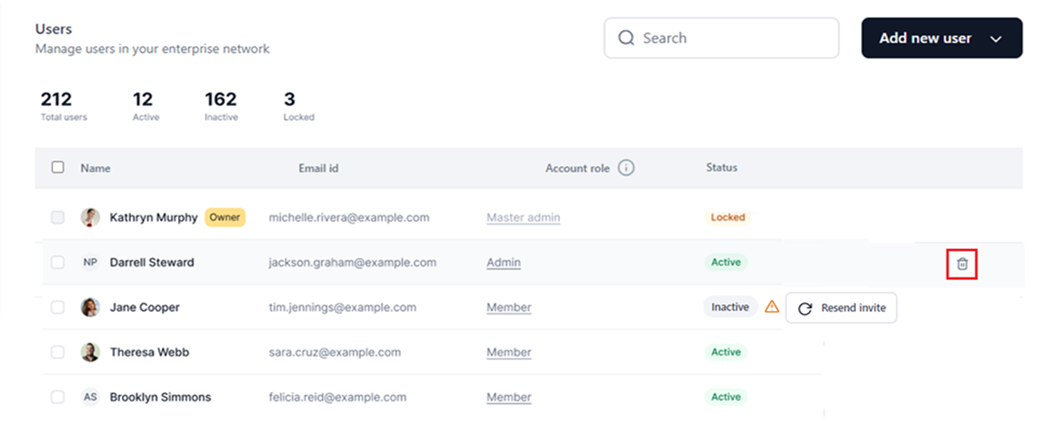 Users
Manage users in your enterprise network
Search
Add new user
212 12 162 3
Total users Active Inactive Locked
Name Email id Account role Status
Kathryn Murphy Owner michelle.rivera@example.com Master admin Locked
NP Darrell Steward jackson.graham@example.com Admin Active
Jane Cooper tim.jennings@example.com Member Inactive Resend invite
Theresa Webb sara.cruz@example.com Member Active
AS Brooklyn Simmons felicia.reid@example.com Member Active